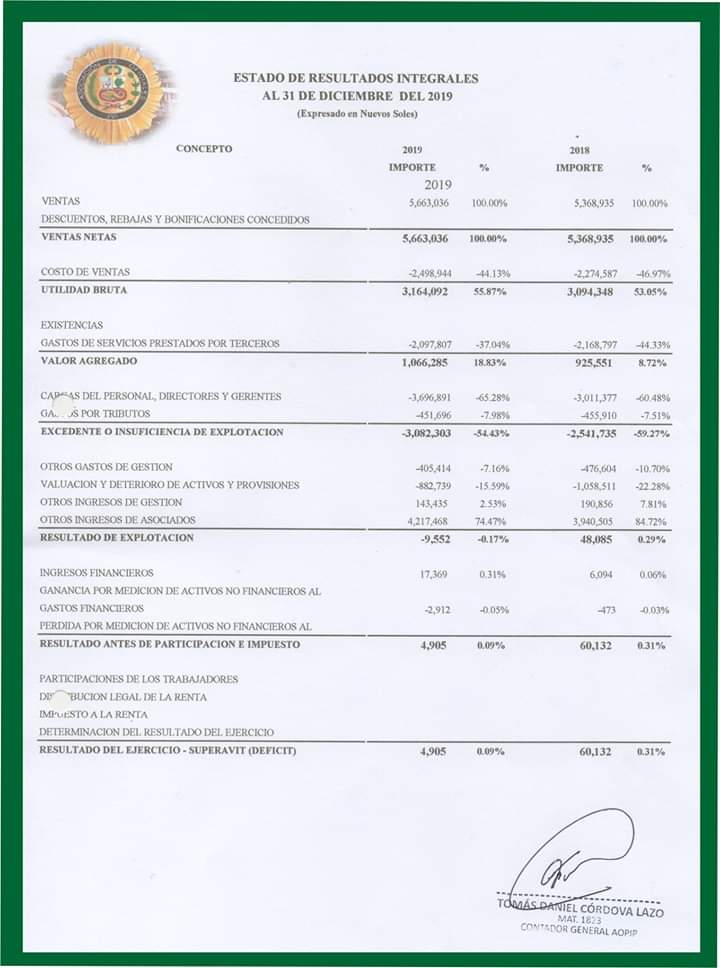 ESTADO DE RESULTADOS INTEGRALES
AL 31 DE DICIEMBRE DEL 2019
(Expresado en Nuevos Soles)
CONCEPTO 2019 2018
IMPORTE % IMPORTE %
2019
VENTAS 5,663,036 100.00% 5,368,935 100.00%
DESCUENTOS, REBAJAS Y BONIFICACIONES CONCEDIDOS
VENTAS NETAS 5,663,036 100.00% 5,368,935 100.00%
COSTO DE VENTAS -2,498,944 -44.13% -2,274,587 -46.97%
UTILIDAD BRUTA 3,164,092 55.87% 3,094,348 53.05%
EXISTENCIAS
GASTOS DE SERVICIOS PRESTADOS POR TERCEROS -2,097,807 -37.04% -2,168,797 -44.33%
VALOR AGREGADO 1,066,285 18.83% 925,551 8.72%
CARGAS DEL PERSONAL, DIRECTORES Y GERENTES -3,696,891 -65.28% -3,011,377 -60.48%
GASTOS POR TRIBUTOS -451,696 -7.98% -455,910 -7.51%
EXCEDENTE O INSUFICIENCIA DE EXPLOTACION -3,082,303 -54.43% -2,541,735 -59.27%
OTROS GASTOS DE GESTION -405,414 -7.16% -476,604 -10.70%
VALUACION Y DETERIORO DE ACTIVOS Y PROVISIONES -882,739 -15.59% -1,058,511 -22.28%
OTROS INGRESOS DE GESTION 143,435 2.53% 190,856 7.81%
OTROS INGRESOS DE ASOCIADOS 4,217,468 74.47% 3,940,505 84.72%
RESULTADO DE EXPLOTACION -9,552 -0.17% 48,085 0.29%
INGRESOS FINANCIEROS 17,369 0.31% 6,094 0.06%
GANANCIA POR MEDICION DE ACTIVOS NO FINANCIEROS AL
GASTOS FINANCIEROS -2,912 -0.05% -473 -0.03%
PERDIDA POR MEDICION DE ACTIVOS NO FINANCIEROS AL
RESULTADO ANTES DE PARTICIPACION E IMPUESTO 4,905 0.09% 60,132 0.31%
PARTICIPACIONES DE LOS TRABAJADORES
DISTRIBUCION LEGAL DE LA RENTA
IMPUESTO A LA RENTA
DETERMINACION DEL RESULTADO DEL EJERCICIO
RESULTADO DEL EJERCICIO - SUPERAVIT (DEFICIT) 4,905 0.09% 60,132 0.31%
TOMÁS DANIEL CÓRDOVA LAZO
MAT. 1823
CONTADOR GENERAL AOPIP